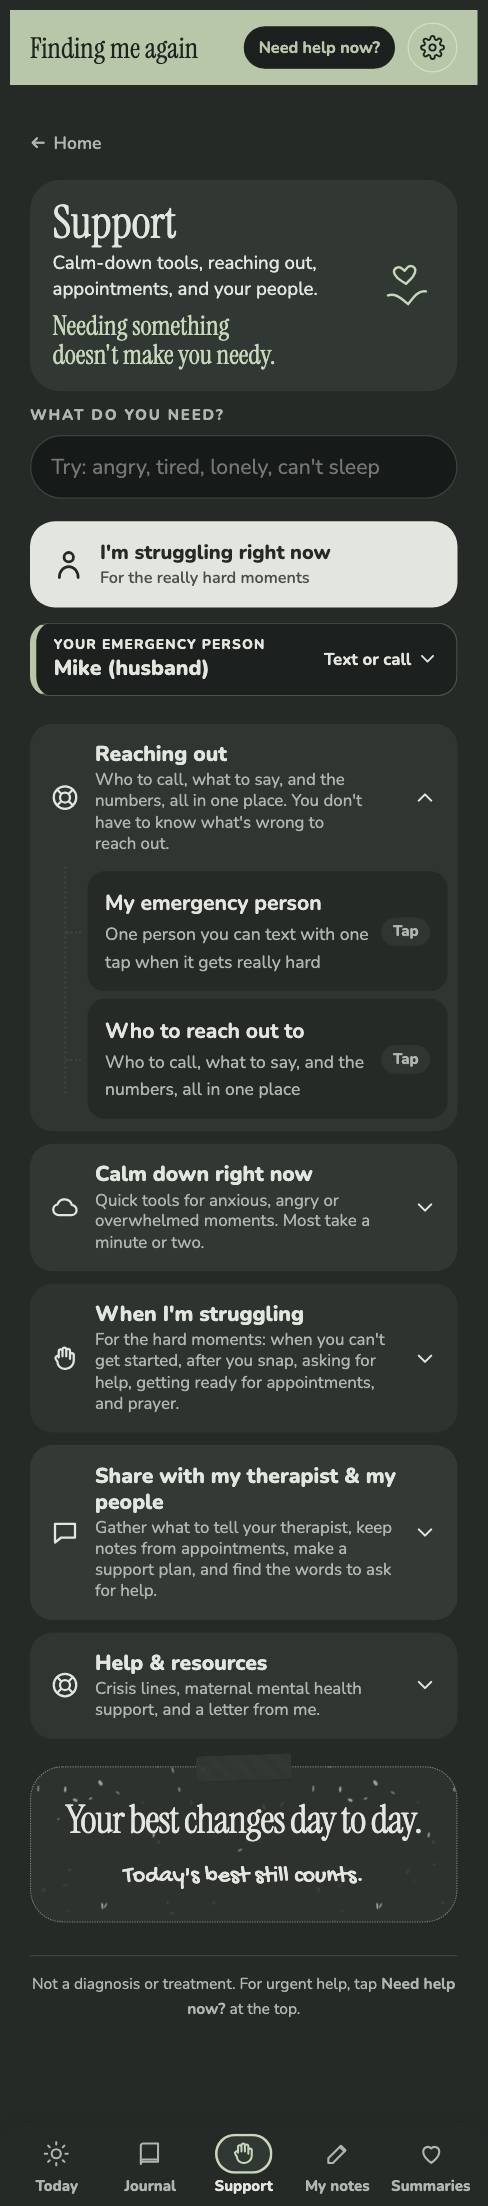 Finding me again
Need help now?
← Home
Support
Calm-down tools, reaching out,
appointments, and your people.
Needing something
doesn't make you needy.
WHAT DO YOU NEED?
Try: angry, tired, lonely, can't sleep
I'm struggling right now
For the really hard moments
YOUR EMERGENCY PERSON
Mike (husband)
Text or call
Reaching out
Who to call, what to say, and the
numbers, all in one place. You don't
have to know what's wrong to
reach out.
My emergency person
One person you can text with one
tap when it gets really hard
Tap
Who to reach out to
Who to call, what to say, and the
numbers, all in one place
Tap
Calm down right now
Quick tools for anxious, angry or
overwhelmed moments. Most take a
minute or two.
When I'm struggling
For the hard moments: when you can't
get started, after you snap, asking for
help, getting ready for appointments,
and prayer.
Share with my therapist & my
people
Gather what to tell your therapist, keep
notes from appointments, make a
support plan, and find the words to ask
for help.
Help & resources
Crisis lines, maternal mental health
support, and a letter from me.
Your best changes day to day.
Today's best still counts.
Not a diagnosis or treatment. For urgent help, tap Need help
now? at the top.
Today
Journal
Support
My notes
Summaries